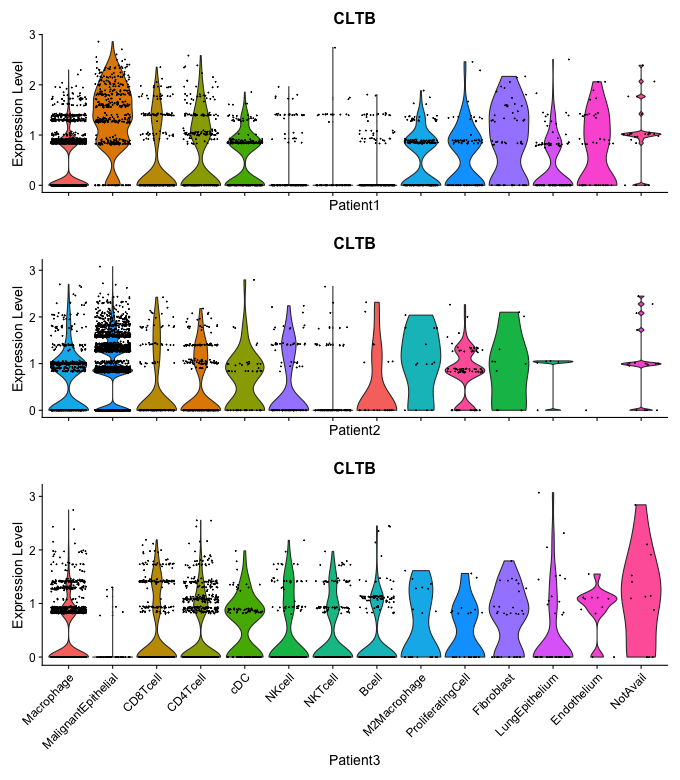 CLTB
Expression Level
3
2
1
0
Patient1
CLTB
Expression Level
3
2
1
0
Patient2
CLTB
Expression Level
3
2
1
0
Macrophage
MalignantEpithelial
CD8Tcell
CD4Tcell
cDC
NKcell
NKTcell
Bcell
M2Macrophage
ProliferatingCell
Fibroblast
LungEpithelium
Endothelium
NotAvail
Patient3